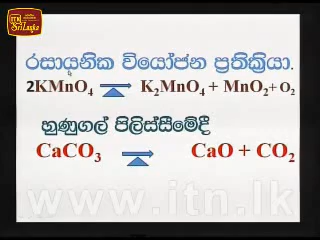 රසායනික වියෝජන ප්‍රතික්‍රියා.
2KMnO₄ ⇌ K₂MnO₄ + MnO₂ + O₂
හුණුගල් පිලිස්සීමේදී
CaCO₃ ⇌ CaO + CO₂
www.itn.lk